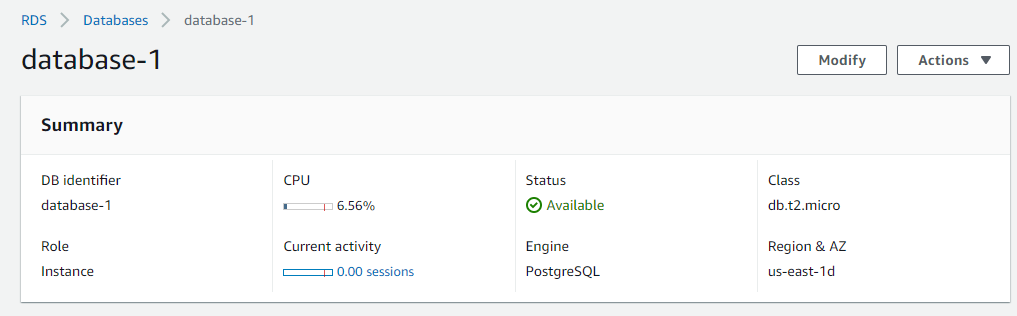 RDS > Databases > database-1
database-1
Modify
Actions
Summary
DB identifier
database-1
CPU
6.56%
Status
Available
Class
db.t2.micro
Role
Instance
Current activity
0.00 sessions
Engine
PostgreSQL
Region & AZ
us-east-1d